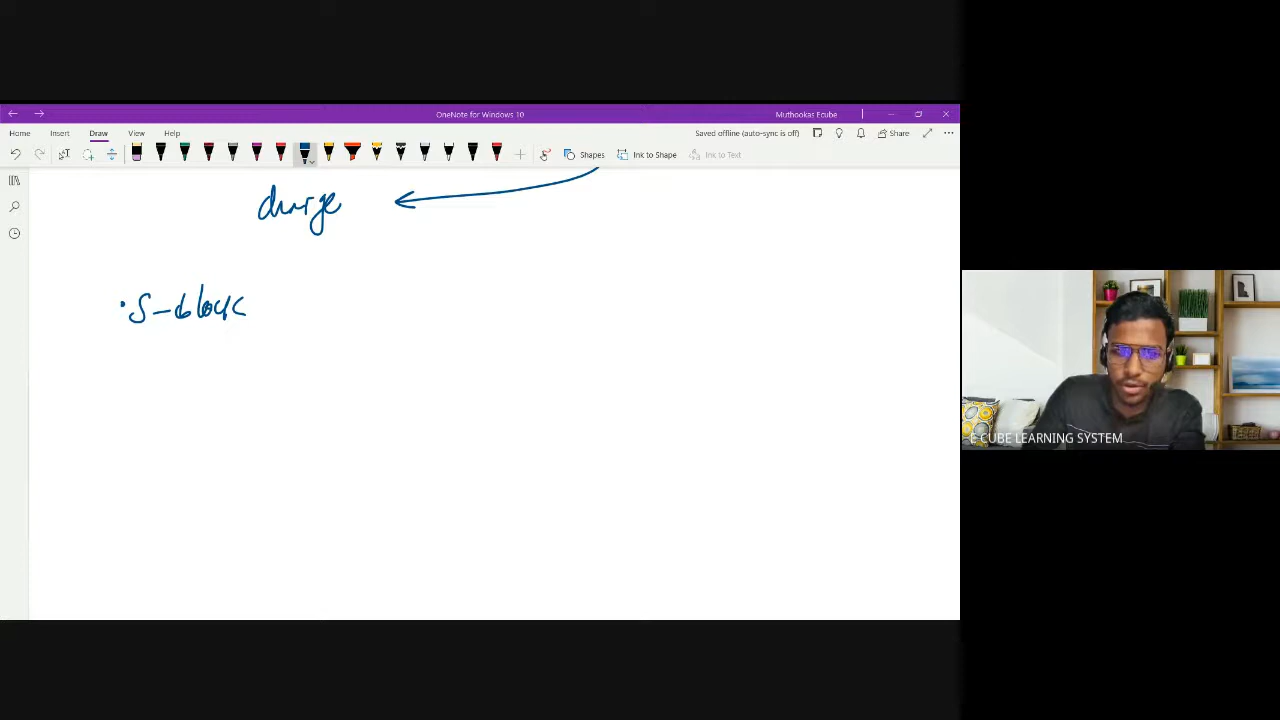 OneNote for Windows 10
Muthookas Ecube
Home Insert Draw View Help
Saved offline (auto-sync is off)
Share
Shapes
Ink to Shape
Ink to Text
charge
• S-block
E CUBE LEARNING SYSTEM